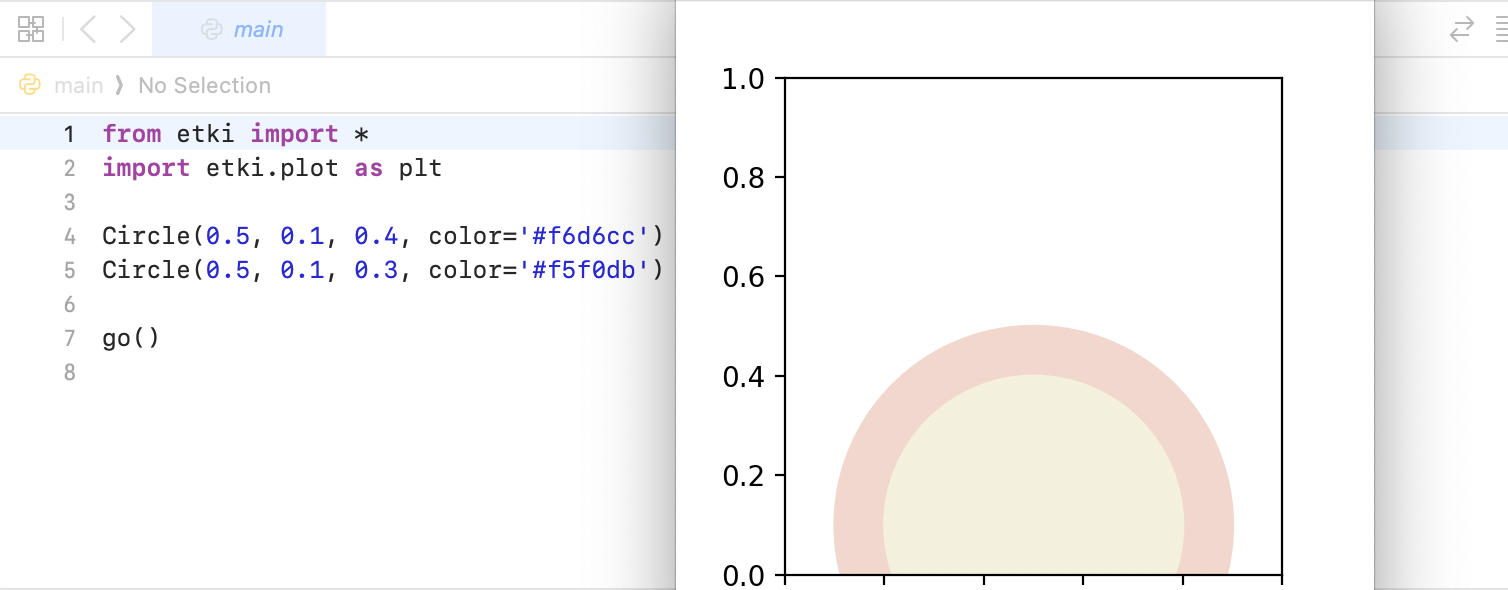 main
main ❯ No Selection
1 from etki import *
2 import etki.plot as plt
3
4 Circle(0.5, 0.1, 0.4, color='#f6d6cc')
5 Circle(0.5, 0.1, 0.3, color='#f5f0db')
6
7 go()
8
1.0
0.8
0.6
0.4
0.2
0.0